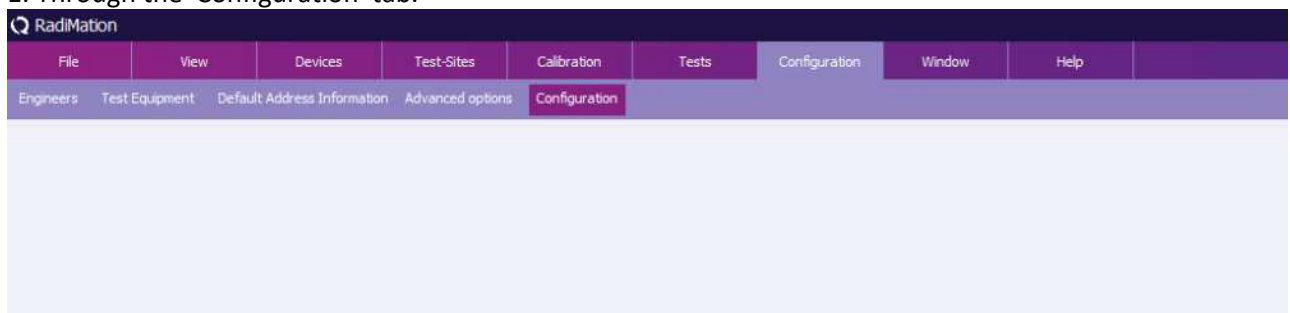 1. Through the 'Configuration' tab.
RadiMation
File View Devices Test-Sites Calibration Tests Configuration Window Help
Engineers Test Equipment Default Address Information Advanced options Configuration